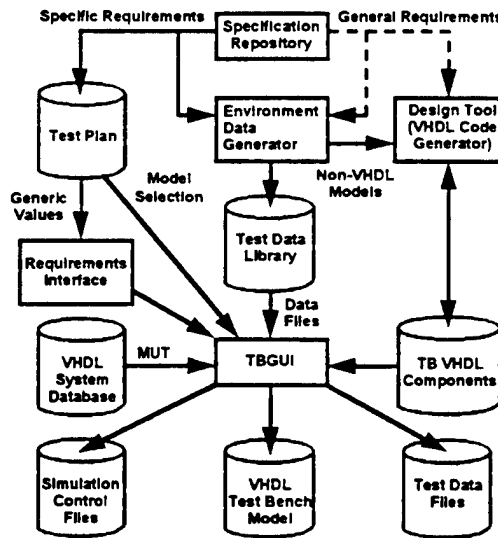 Specific Requirements
General Requirements
Specification
Repository
Test Plan
Environment
Data
Generator
Design Tool
(VHDL Code
Generator)
Model
Selection
Non-VHDL
Models
Generic
Values
Test Data
Library
Requirements
Interface
Data
Files
VHDL
System
Database
MUT
TBGUI
TB VHDL
Components
Simulation
Control
Files
VHDL
Test Bench
Model
Test Data
Files